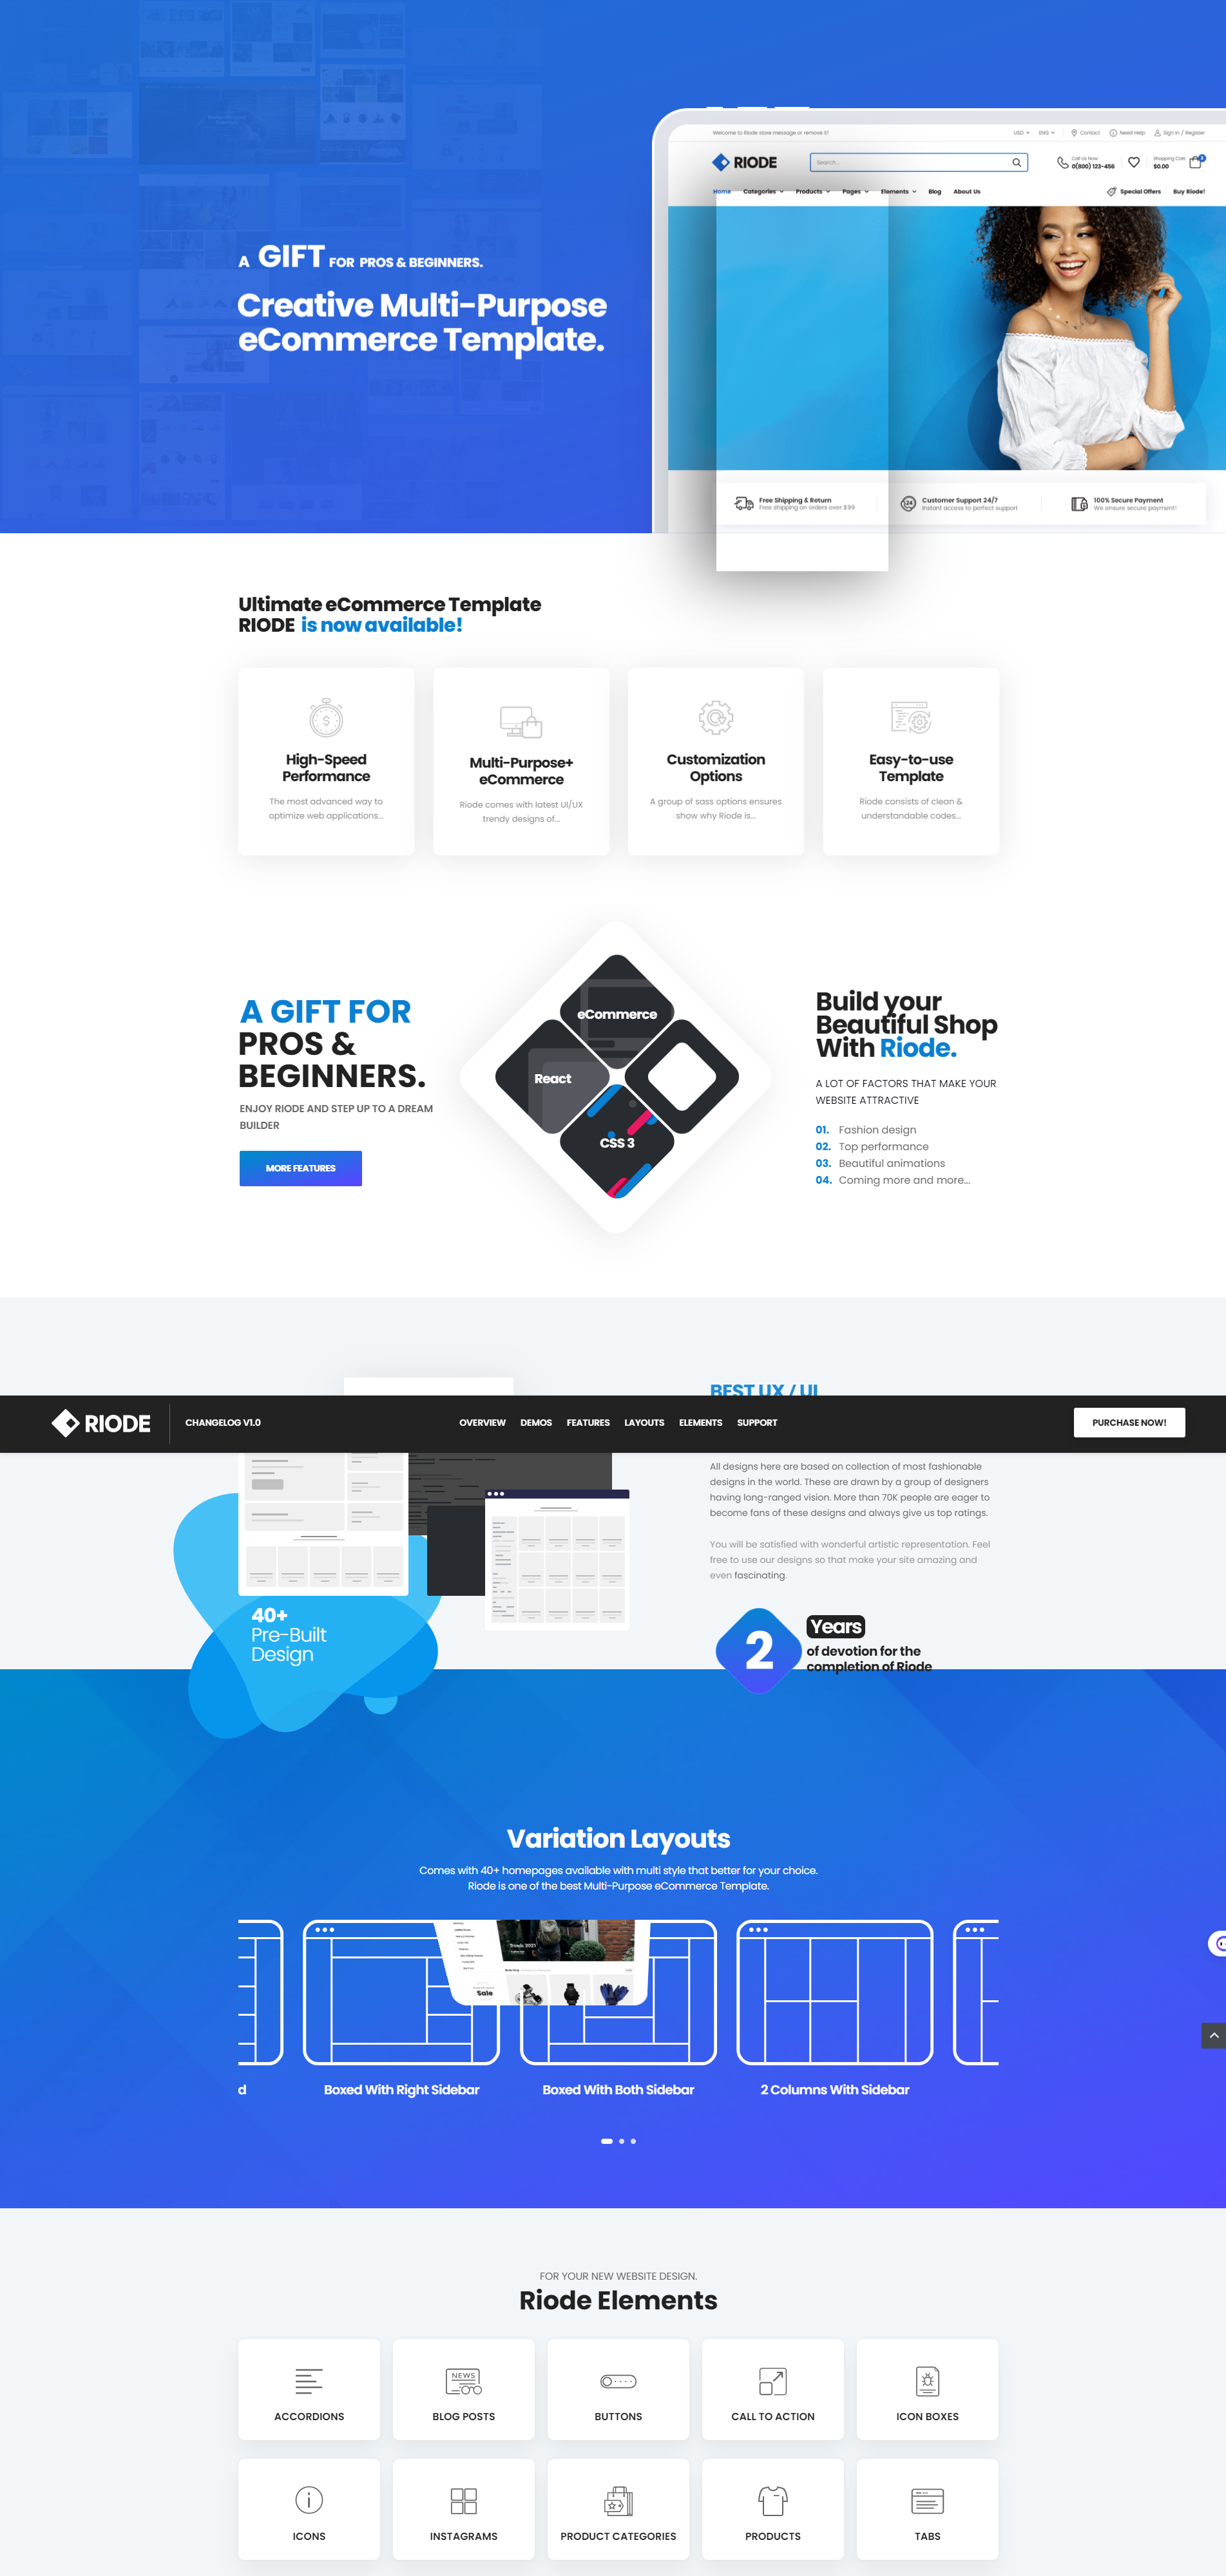 Welcome to Riode store message or remove it!
USD
ENG
Contact
Need Help
Sign in / Register
RIODE
Search...
Call Us Now:
0(800) 123-456
Shopping Cart:
$0.00
Home
Categories
Products
Pages
Elements
Blog
About Us
Special Offers
Buy Riode!
A GIFT FOR PROS & BEGINNERS.
Creative Multi-Purpose
eCommerce Template.
Free Shipping & Return
Free shipping on orders over $99
Customer Support 24/7
Instant access to perfect support
100% Secure Payment
We ensure secure payment!
Ultimate eCommerce Template
RIODE is now available!
High-Speed
Performance
The most advanced way to
optimize web applications...
Multi-Purpose+
eCommerce
Riode comes with latest UI/UX
trendy designs of...
Customization
Options
A group of sass options ensures
show why Riode is...
Easy-to-use
Template
Riode consists of clean &
understandable codes...
A GIFT FOR
PROS &
BEGINNERS.
ENJOY RIODE AND STEP UP TO A DREAM
BUILDER
MORE FEATURES
eCommerce
React
CSS 3
Build your
Beautiful Shop
With Riode.
A LOT OF FACTORS THAT MAKE YOUR
WEBSITE ATTRACTIVE
01. Fashion design
02. Top performance
03. Beautiful animations
04. Coming more and more...
BEST UX / UI
RIODE
CHANGELOG V1.0
OVERVIEW
DEMOS
FEATURES
LAYOUTS
ELEMENTS
SUPPORT
PURCHASE NOW!
All designs here are based on collection of most fashionable
designs in the world. These are drawn by a group of designers
having long-ranged vision. More than 70K people are eager to
become fans of these designs and always give us top ratings.
You will be satisfied with wonderful artistic representation. Feel
free to use our designs so that make your site amazing and
even fascinating.
40+
Pre-Built
Design
2
Years
of devotion for the
completion of Riode
Variation Layouts
Comes with 40+ homepages available with multi style that better for your choice.
Riode is one of the best Multi-Purpose eCommerce Template.
Trends 2021
Sale
d
Boxed With Right Sidebar
Boxed With Both Sidebar
2 Columns With Sidebar
FOR YOUR NEW WEBSITE DESIGN.
Riode Elements
ACCORDIONS
NEWS
BLOG POSTS
BUTTONS
CALL TO ACTION
ICON BOXES
ICONS
INSTAGRAMS
PRODUCT CATEGORIES
PRODUCTS
TABS